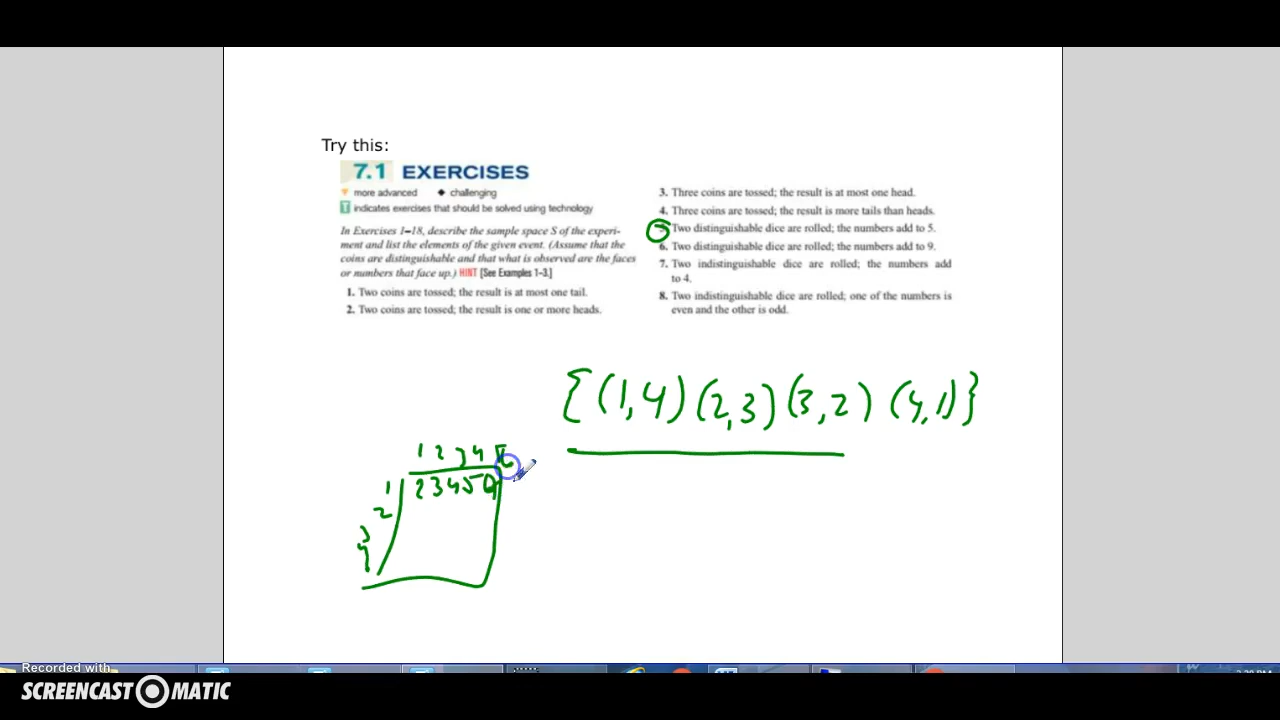 Try this:
7.1 EXERCISES
more advanced ◆ challenging
T indicates exercises that should be solved using technology
In Exercises 1–18, describe the sample space S of the experi-
ment and list the elements of the given event. (Assume that the
coins are distinguishable and that what is observed are the faces
or numbers that face up.) HINT [See Examples 1–3.]
1. Two coins are tossed; the result is at most one tail.
2. Two coins are tossed; the result is one or more heads.
3. Three coins are tossed; the result is at most one head.
4. Three coins are tossed; the result is more tails than heads.
5. Two distinguishable dice are rolled; the numbers add to 5.
6. Two distinguishable dice are rolled; the numbers add to 9.
7. Two indistinguishable dice are rolled; the numbers add
to 4.
8. Two indistinguishable dice are rolled; one of the numbers is
even and the other is odd.
{(1,4) (2,3) (3,2) (4,1)}
1 2 3 4
1 2 3 4 5
2
3
4
Recorded with
SCREENCAST MATIC